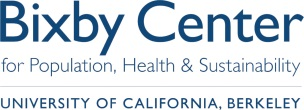 Bixby Center
for Population, Health & Sustainability
UNIVERSITY OF CALIFORNIA, BERKELEY